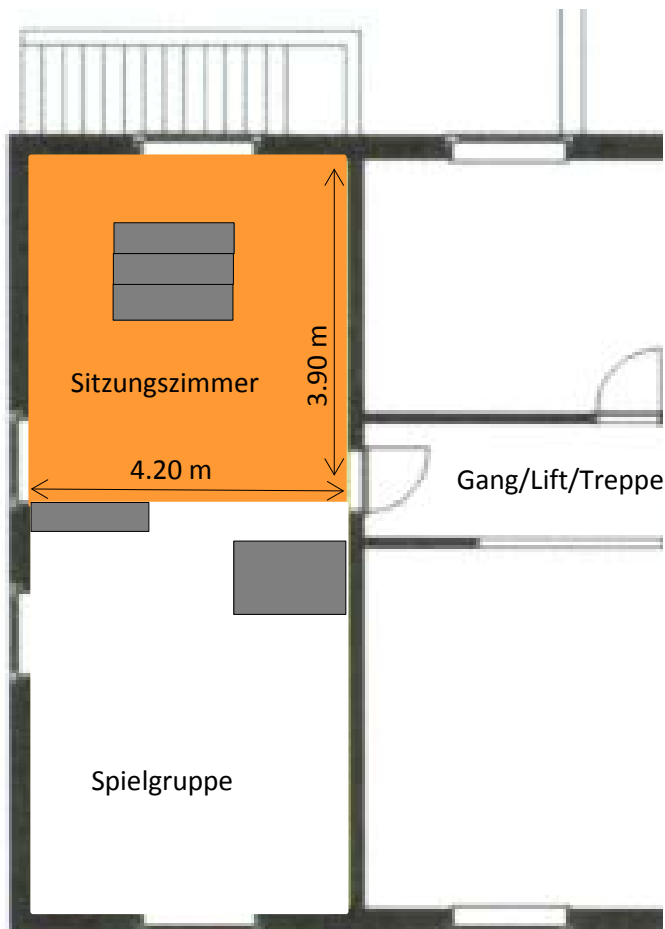 Sitzungszimmer
3.90 m
4.20 m
Gang/Lift/Treppe
Spielgruppe